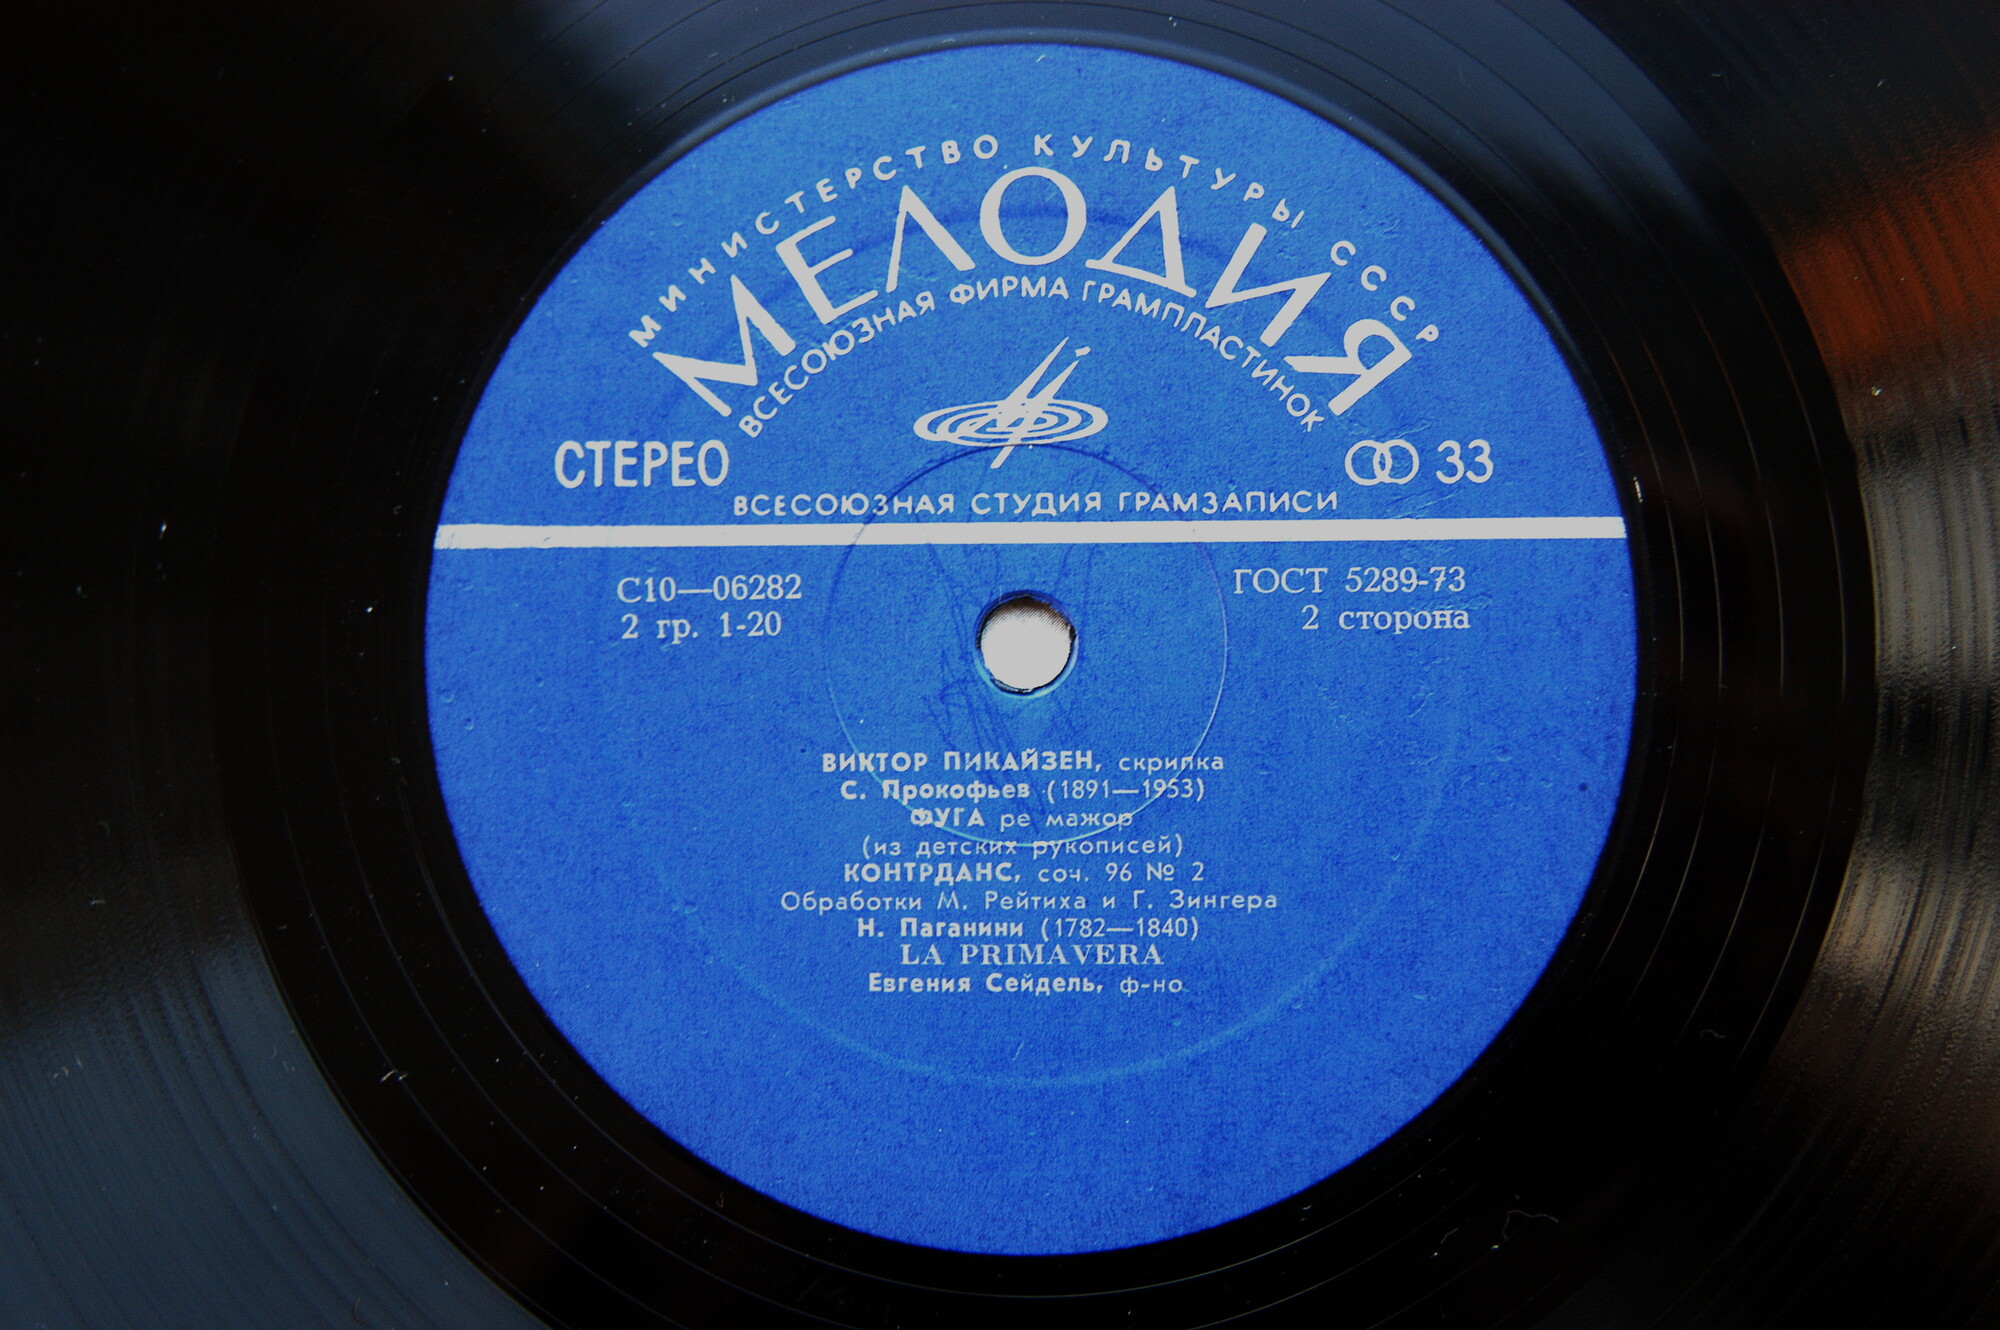 МИНИСТЕРСТВО КУЛЬТУРЫ СССР
МЕЛОДИЯ
ВСЕСОЮЗНАЯ ФИРМА ГРАМПЛАСТИНОК
СТЕРЕО
33
ВСЕСОЮЗНАЯ СТУДИЯ ГРАМЗАПИСИ
С10—06282
ГОСТ 5289-73
2 гр. 1-20
2 сторона
ВИКТОР ПИКАЙЗЕН, скрипка
С. Прокофьев (1891—1953)
ФУГА ре мажор
(из детских рукописей)
КОНТРДАНС, соч. 96 № 2
Обработки М. Рейтиха и Г. Зингера
Н. Паганини (1782—1840)
LA PRIMAVERA
Евгения Сейдель, ф-но